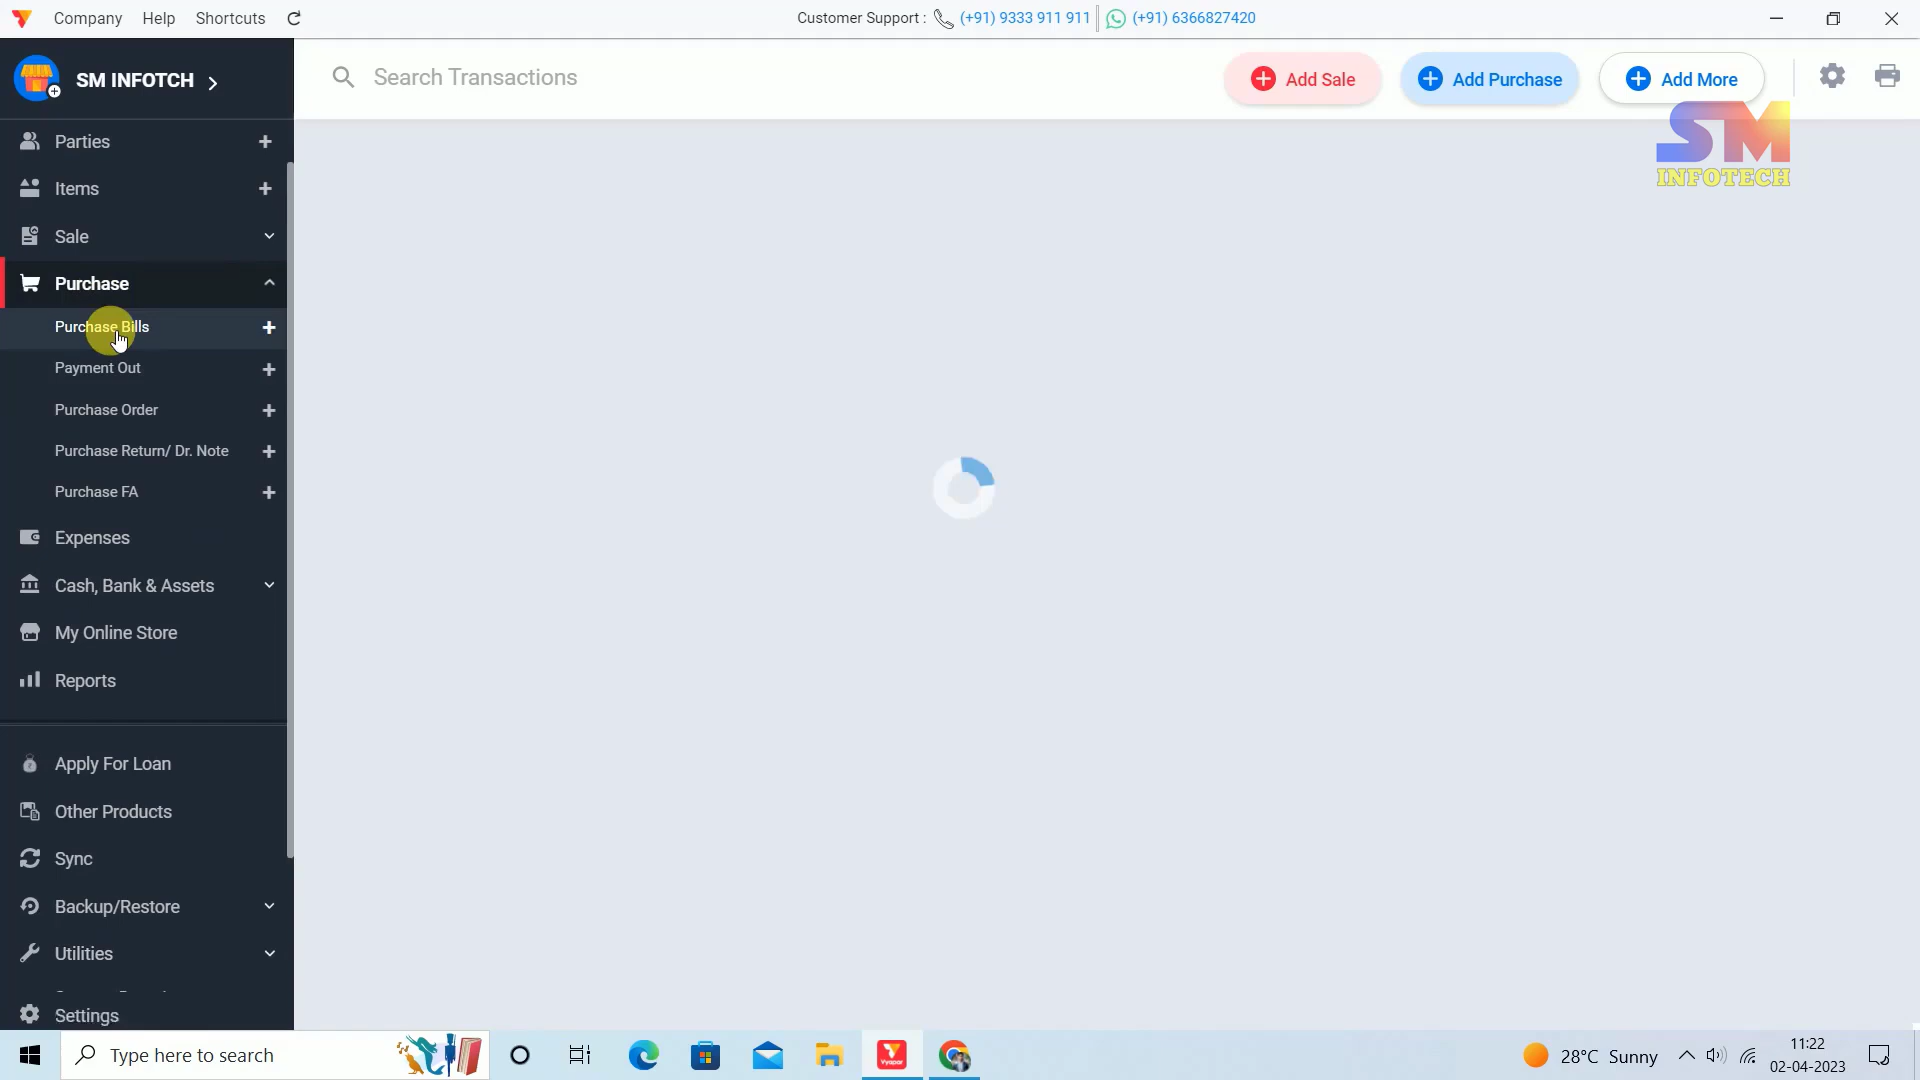 Company Help Shortcuts
Customer Support : (+91) 9333 911 911 (+91) 6366827420
SM INFOTCH
Search Transactions
Add Sale
Add Purchase
Add More
SM
INFOTECH
Parties
Items
Sale
Purchase
Purchase Bills
Payment Out
Purchase Order
Purchase Return/ Dr. Note
Purchase FA
Expenses
Cash, Bank & Assets
My Online Store
Reports
Apply For Loan
Other Products
Sync
Backup/Restore
Utilities
Settings
Type here to search
Vyapar
28°C Sunny
11:22
02-04-2023